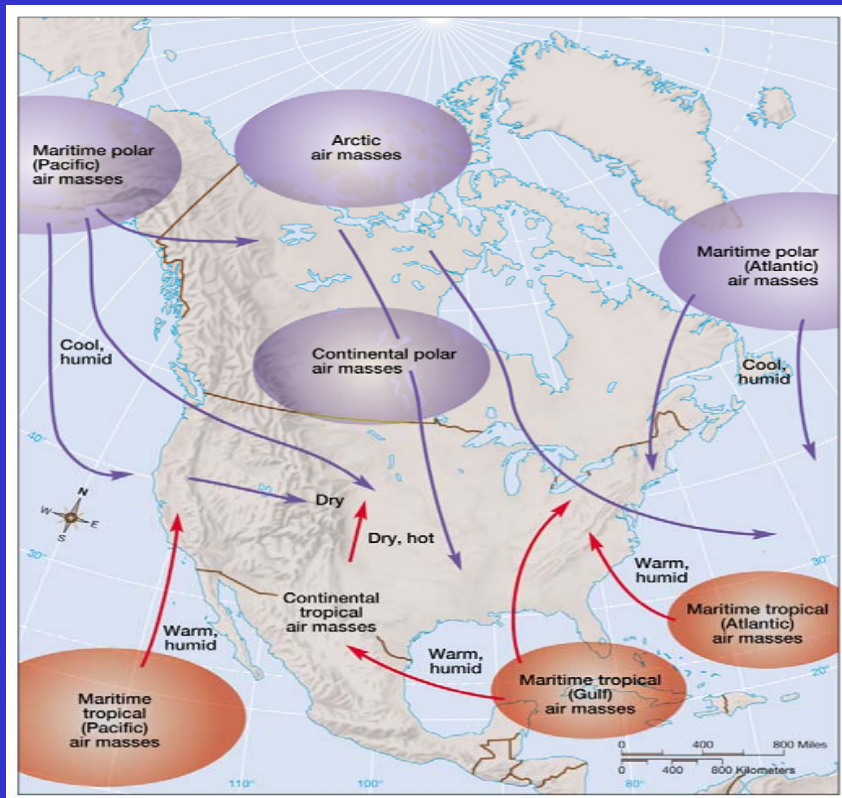 Maritime polar
(Pacific)
air masses
Arctic
air masses
Maritime polar
(Atlantic)
air masses
Cool,
humid
Continental polar
air masses
Cool,
humid
40°
N
W
E
S
Dry
Dry, hot
30°
30°
Continental
tropical
air masses
Warm,
humid
Maritime tropical
(Atlantic)
air masses
Warm,
humid
Warm,
humid
20°
Maritime
tropical
(Pacific)
air masses
Maritime tropical
(Gulf)
air masses
0 400 800 Miles
0 400 800 Kilometers
110°
100°
80°